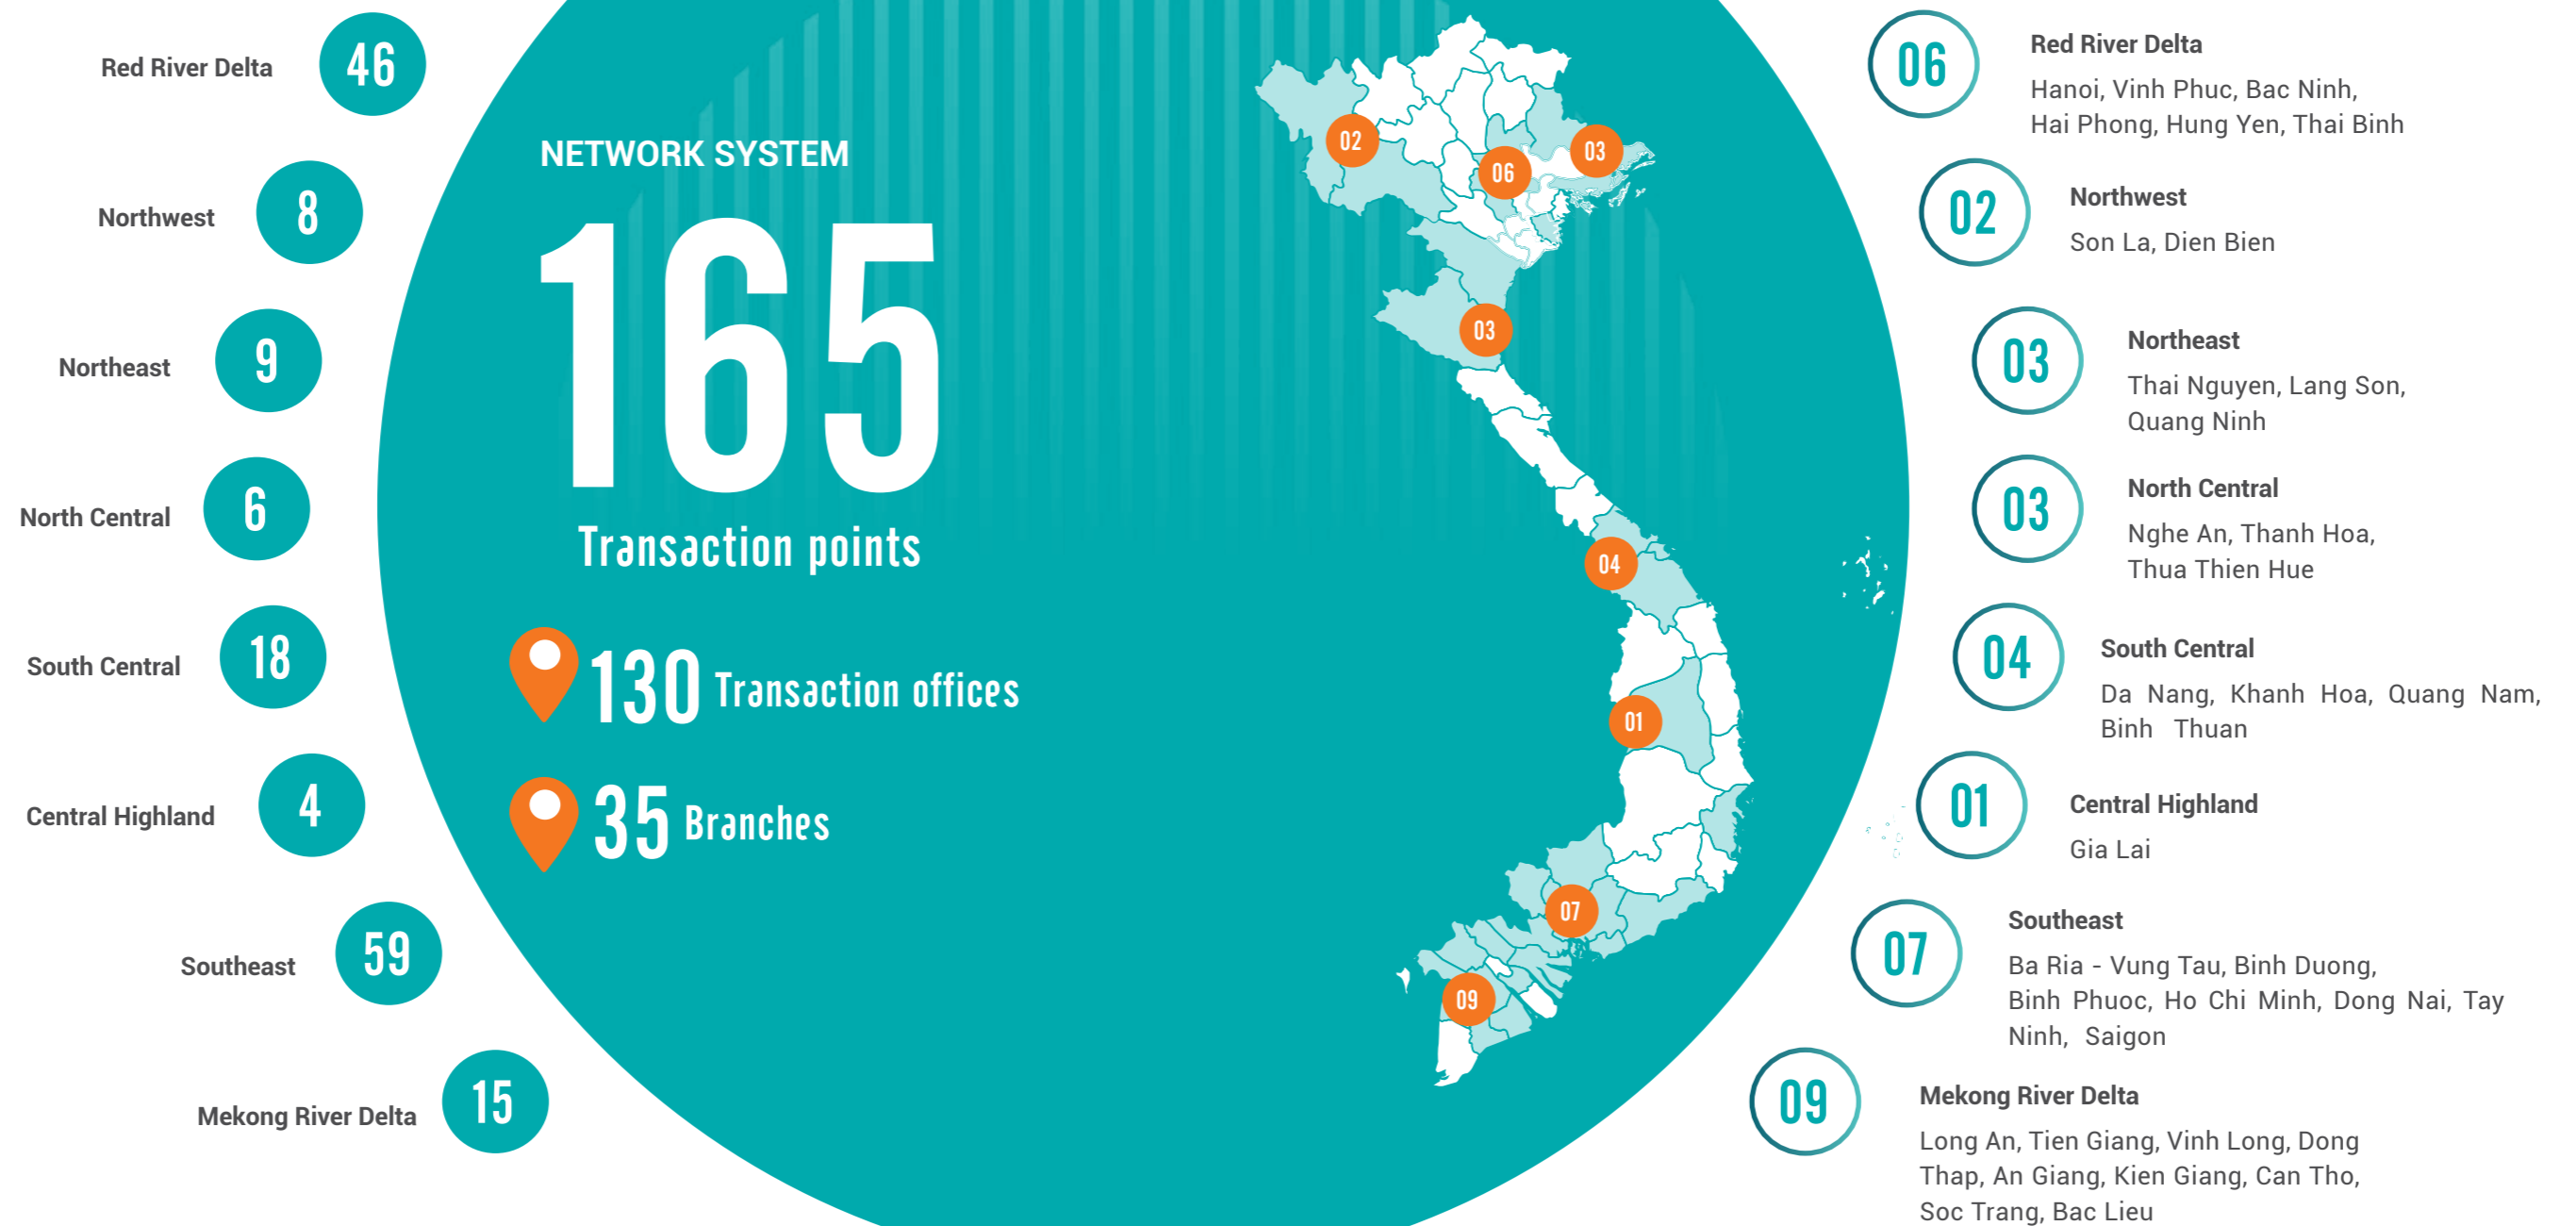 Red River Delta
46
Northwest
8
Northeast
9
North Central
6
South Central
18
Central Highland
4
Southeast
59
Mekong River Delta
15
NETWORK SYSTEM
165
Transaction points
130 Transaction offices
35 Branches
02
06
03
03
04
01
07
09
06
Red River Delta
Hanoi, Vinh Phuc, Bac Ninh,
Hai Phong, Hung Yen, Thai Binh
02
Northwest
Son La, Dien Bien
03
Northeast
Thai Nguyen, Lang Son,
Quang Ninh
03
North Central
Nghe An, Thanh Hoa,
Thua Thien Hue
04
South Central
Da Nang, Khanh Hoa, Quang Nam,
Binh Thuan
01
Central Highland
Gia Lai
07
Southeast
Ba Ria - Vung Tau, Binh Duong,
Binh Phuoc, Ho Chi Minh, Dong Nai, Tay
Ninh, Saigon
09
Mekong River Delta
Long An, Tien Giang, Vinh Long, Dong
Thap, An Giang, Kien Giang, Can Tho,
Soc Trang, Bac Lieu